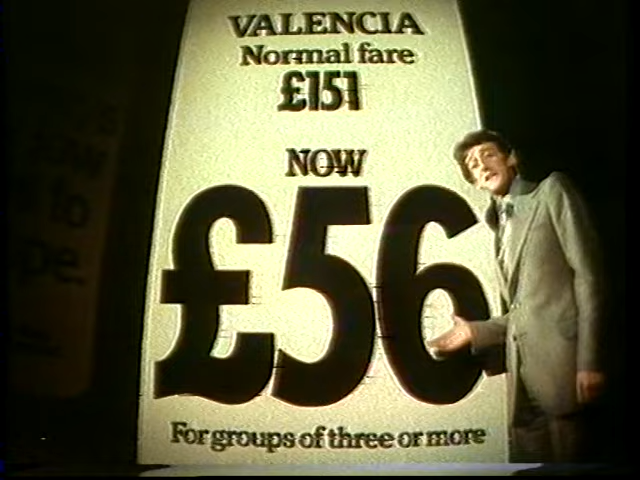 VALENCIA
Normal fare
£151
NOW
£56
For groups of three or more